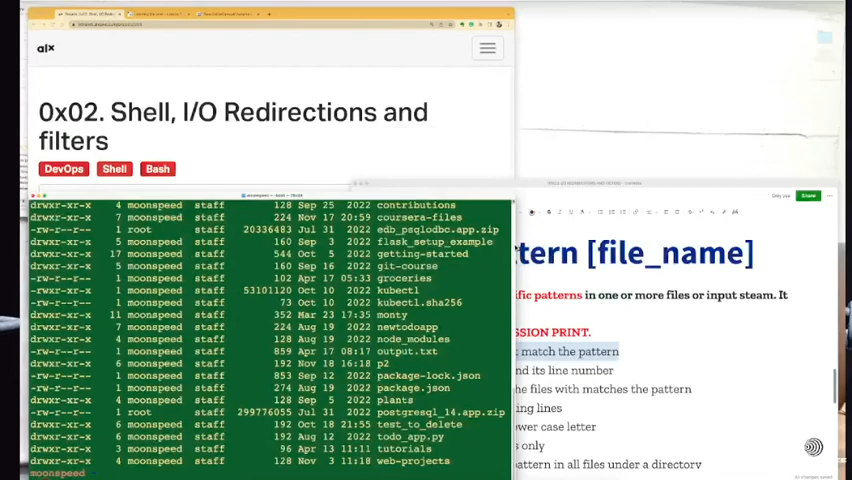 alx
0x02. Shell, I/O Redirections and
filters
DevOps
Shell
Bash
drwxr-xr-x 4 moonspeed staff 128 Sep 25 2022 contributions
drwxr-xr-x 7 moonspeed staff 224 Nov 17 20:59 coursera-files
-rw-r--r-- 1 root staff 20336483 Jul 31 2022 edb_psqlodbc.app.zip
drwxr-xr-x 5 moonspeed staff 160 Sep 3 2022 flask_setup_example
drwxr-xr-x 17 moonspeed staff 544 Oct 5 2022 getting-started
drwxr-xr-x 5 moonspeed staff 160 Sep 16 2022 git-course
-rw-r--r-- 1 moonspeed staff 102 Apr 17 05:33 groceries
-rw-r--r-- 1 moonspeed staff 53101120 Oct 10 2022 kubectl
-rw-r--r-- 1 moonspeed staff 73 Oct 10 2022 kubectl.sha256
drwxr-xr-x 11 moonspeed staff 352 Mar 23 17:35 monty
drwxr-xr-x 7 moonspeed staff 224 Aug 19 2022 newtodoapp
drwxr-xr-x 4 moonspeed staff 128 Aug 19 2022 node_modules
-rw-r--r-- 1 moonspeed staff 859 Apr 17 08:17 output.txt
drwxr-xr-x 6 moonspeed staff 192 Nov 18 16:18 p2
-rw-r--r-- 1 moonspeed staff 853 Sep 12 2022 package-lock.json
-rw-r--r-- 1 moonspeed staff 274 Aug 19 2022 package.json
drwxr-xr-x 4 moonspeed staff 128 Aug 19 2022 plants
-rw-r--r-- 1 root staff 299776055 Jul 31 2022 postgresql_14.app.zip
drwxr-xr-x 6 moonspeed staff 192 Oct 18 21:55 test_to_delete
drwxr-xr-x 6 moonspeed staff 192 Aug 12 2022 todo_app.py
drwxr-xr-x 3 moonspeed staff 96 Apr 13 11:13 tutorials
drwxr-xr-x 4 moonspeed staff 128 Nov 3 11:18 web-projects
moonspeed
Only you
Share
ttern [file_name]
ific patterns in one or more files or input steam. It
SSION PRINT.
t match the pattern
nd its line number
he files with matches the pattern
ing lines
ower case letter
s only
pattern in all files under a directory
All changes saved